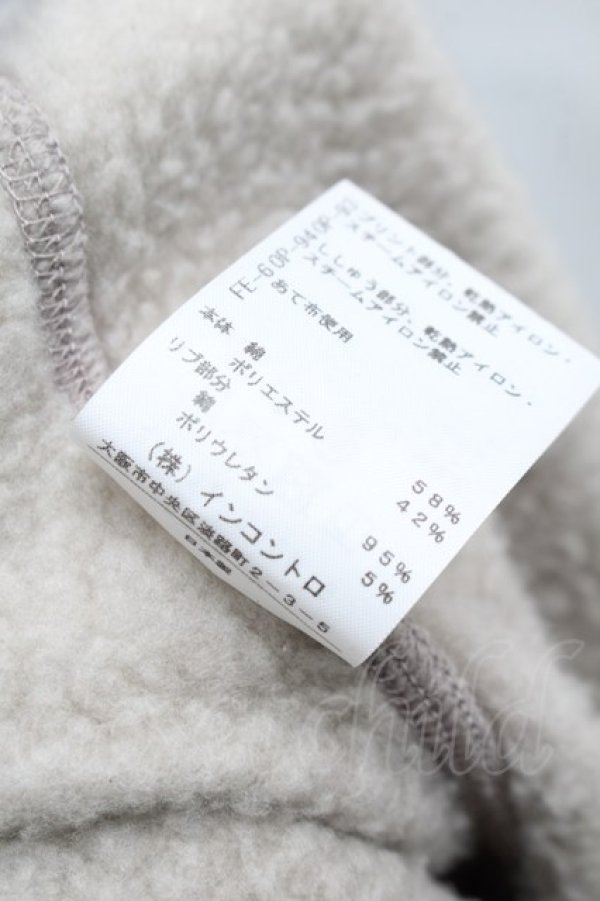 プリント部分、乾熱アイロン・
スチームアイロン禁止
ししゅう部分、乾熱アイロン・
スチームアイロン禁止
あて布使用
本体 綿 58%
ポリエステル 42%
リブ部分
綿 95%
ポリウレタン 5%
(株)インコントロ
大阪市中央区淡路町2-3-5
日本製
child